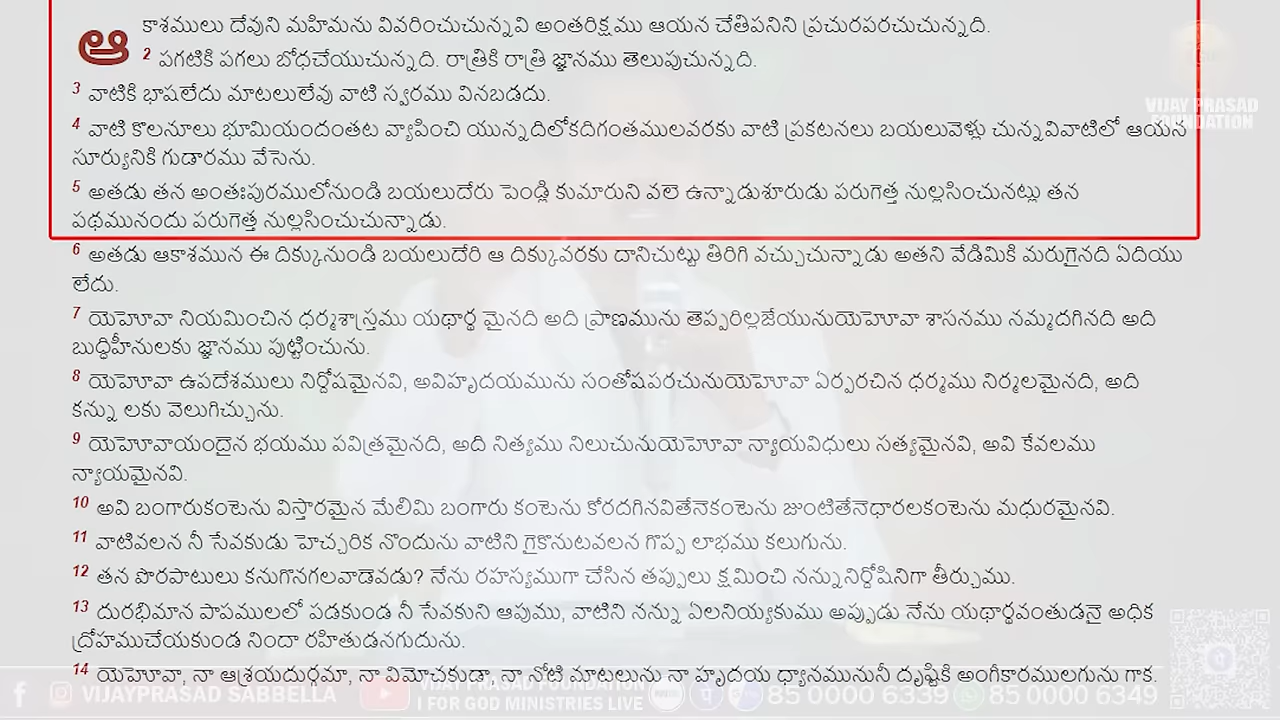 ఆకాశములు దేవుని మహిమను వివరించుచున్నవి అంతరిక్షము ఆయన చేతిపనిని ప్రచురపరచుచున్నది.
2 పగటికి పగలు బోధచేయుచున్నది. రాత్రికి రాత్రి జ్ఞానము తెలుపుచున్నది.
3 వాటికి భాషలేదు మాటలులేవు వాటి స్వరము వినబడదు.
4 వాటి కొలనూలు భూమియందంతట వ్యాపించి యున్నదిలోకదిగంతములవరకు వాటి ప్రకటనలు బయలువెళ్లు చున్నవివాటిలో ఆయన
సూర్యునికి గుడారము వేసెను.
5 అతడు తన అంతఃపురములోనుండి బయలుదేరు పెండ్లి కుమారుని వలె ఉన్నాడుశూరుడు పరుగెత్త నుల్లసించునట్లు తన
పథమునందు పరుగెత్త నుల్లసించుచున్నాడు.
6 అతడు ఆకాశమున ఈ దిక్కునుండి బయలుదేరి ఆ దిక్కువరకు దానిచుట్టు తిరిగి వచ్చుచున్నాడు అతని వేడిమికి మరుగైనది ఏదియు
లేదు.
7 యెహోవా నియమించిన ధర్మశాస్త్రము యథార్థ మైనది అది ప్రాణమును తెప్పరిల్లజేయునుయెహోవా శాసనము నమ్మదగినది అది
బుద్ధిహీనులకు జ్ఞానము పుట్టించును.
8 యెహోవా ఉపదేశములు నిర్దోషమైనవి, అవిహృదయమును సంతోషపరచునుయెహోవా ఏర్పరచిన ధర్మము నిర్మలమైనది, అది
కన్ను లకు వెలుగిచ్చును.
9 యెహోవాయందైన భయము పవిత్రమైనది, అది నిత్యము నిలుచునుయెహోవా న్యాయవిధులు సత్యమైనవి, అవి కేవలము
న్యాయమైనవి.
10 అవి బంగారుకంటెను విస్తారమైన మేలిమి బంగారు కంటెను కోరదగినవితేనెకంటెను జుంటితేనెధారలకంటెను మధురమైనవి.
11 వాటివలన నీ సేవకుడు హెచ్చరిక నొందును వాటిని గైకొనుటవలన గొప్ప లాభము కలుగును.
12 తన పొరపాటులు కనుగొనగలవాడెవడు? నేను రహస్యముగా చేసిన తప్పులు క్షమించి నన్నునిర్దోషినిగా తీర్చుము.
13 దురభిమాన పాపములలో పడకుండ నీ సేవకుని ఆపుము, వాటిని నన్ను ఏలనియ్యకుము అప్పుడు నేను యథార్థవంతుడనై అధిక
ద్రోహముచేయకుండ నిందా రహితుడనగుదును.
14 యెహోవా, నా ఆశ్రయదుర్గమా, నా విమోచకుడా, నా నోటి మాటలును నా హృదయ ధ్యానమునునీ దృష్టికి అంగీకారములగును గాక.
VIJAY PRASAD
FOUNDATION
VIJAYPRASAD SABBELLA
VIJAY PRASAD FOUNDATION
I FOR GOD MINISTRIES LIVE
85 0000 6339
85 0000 6349